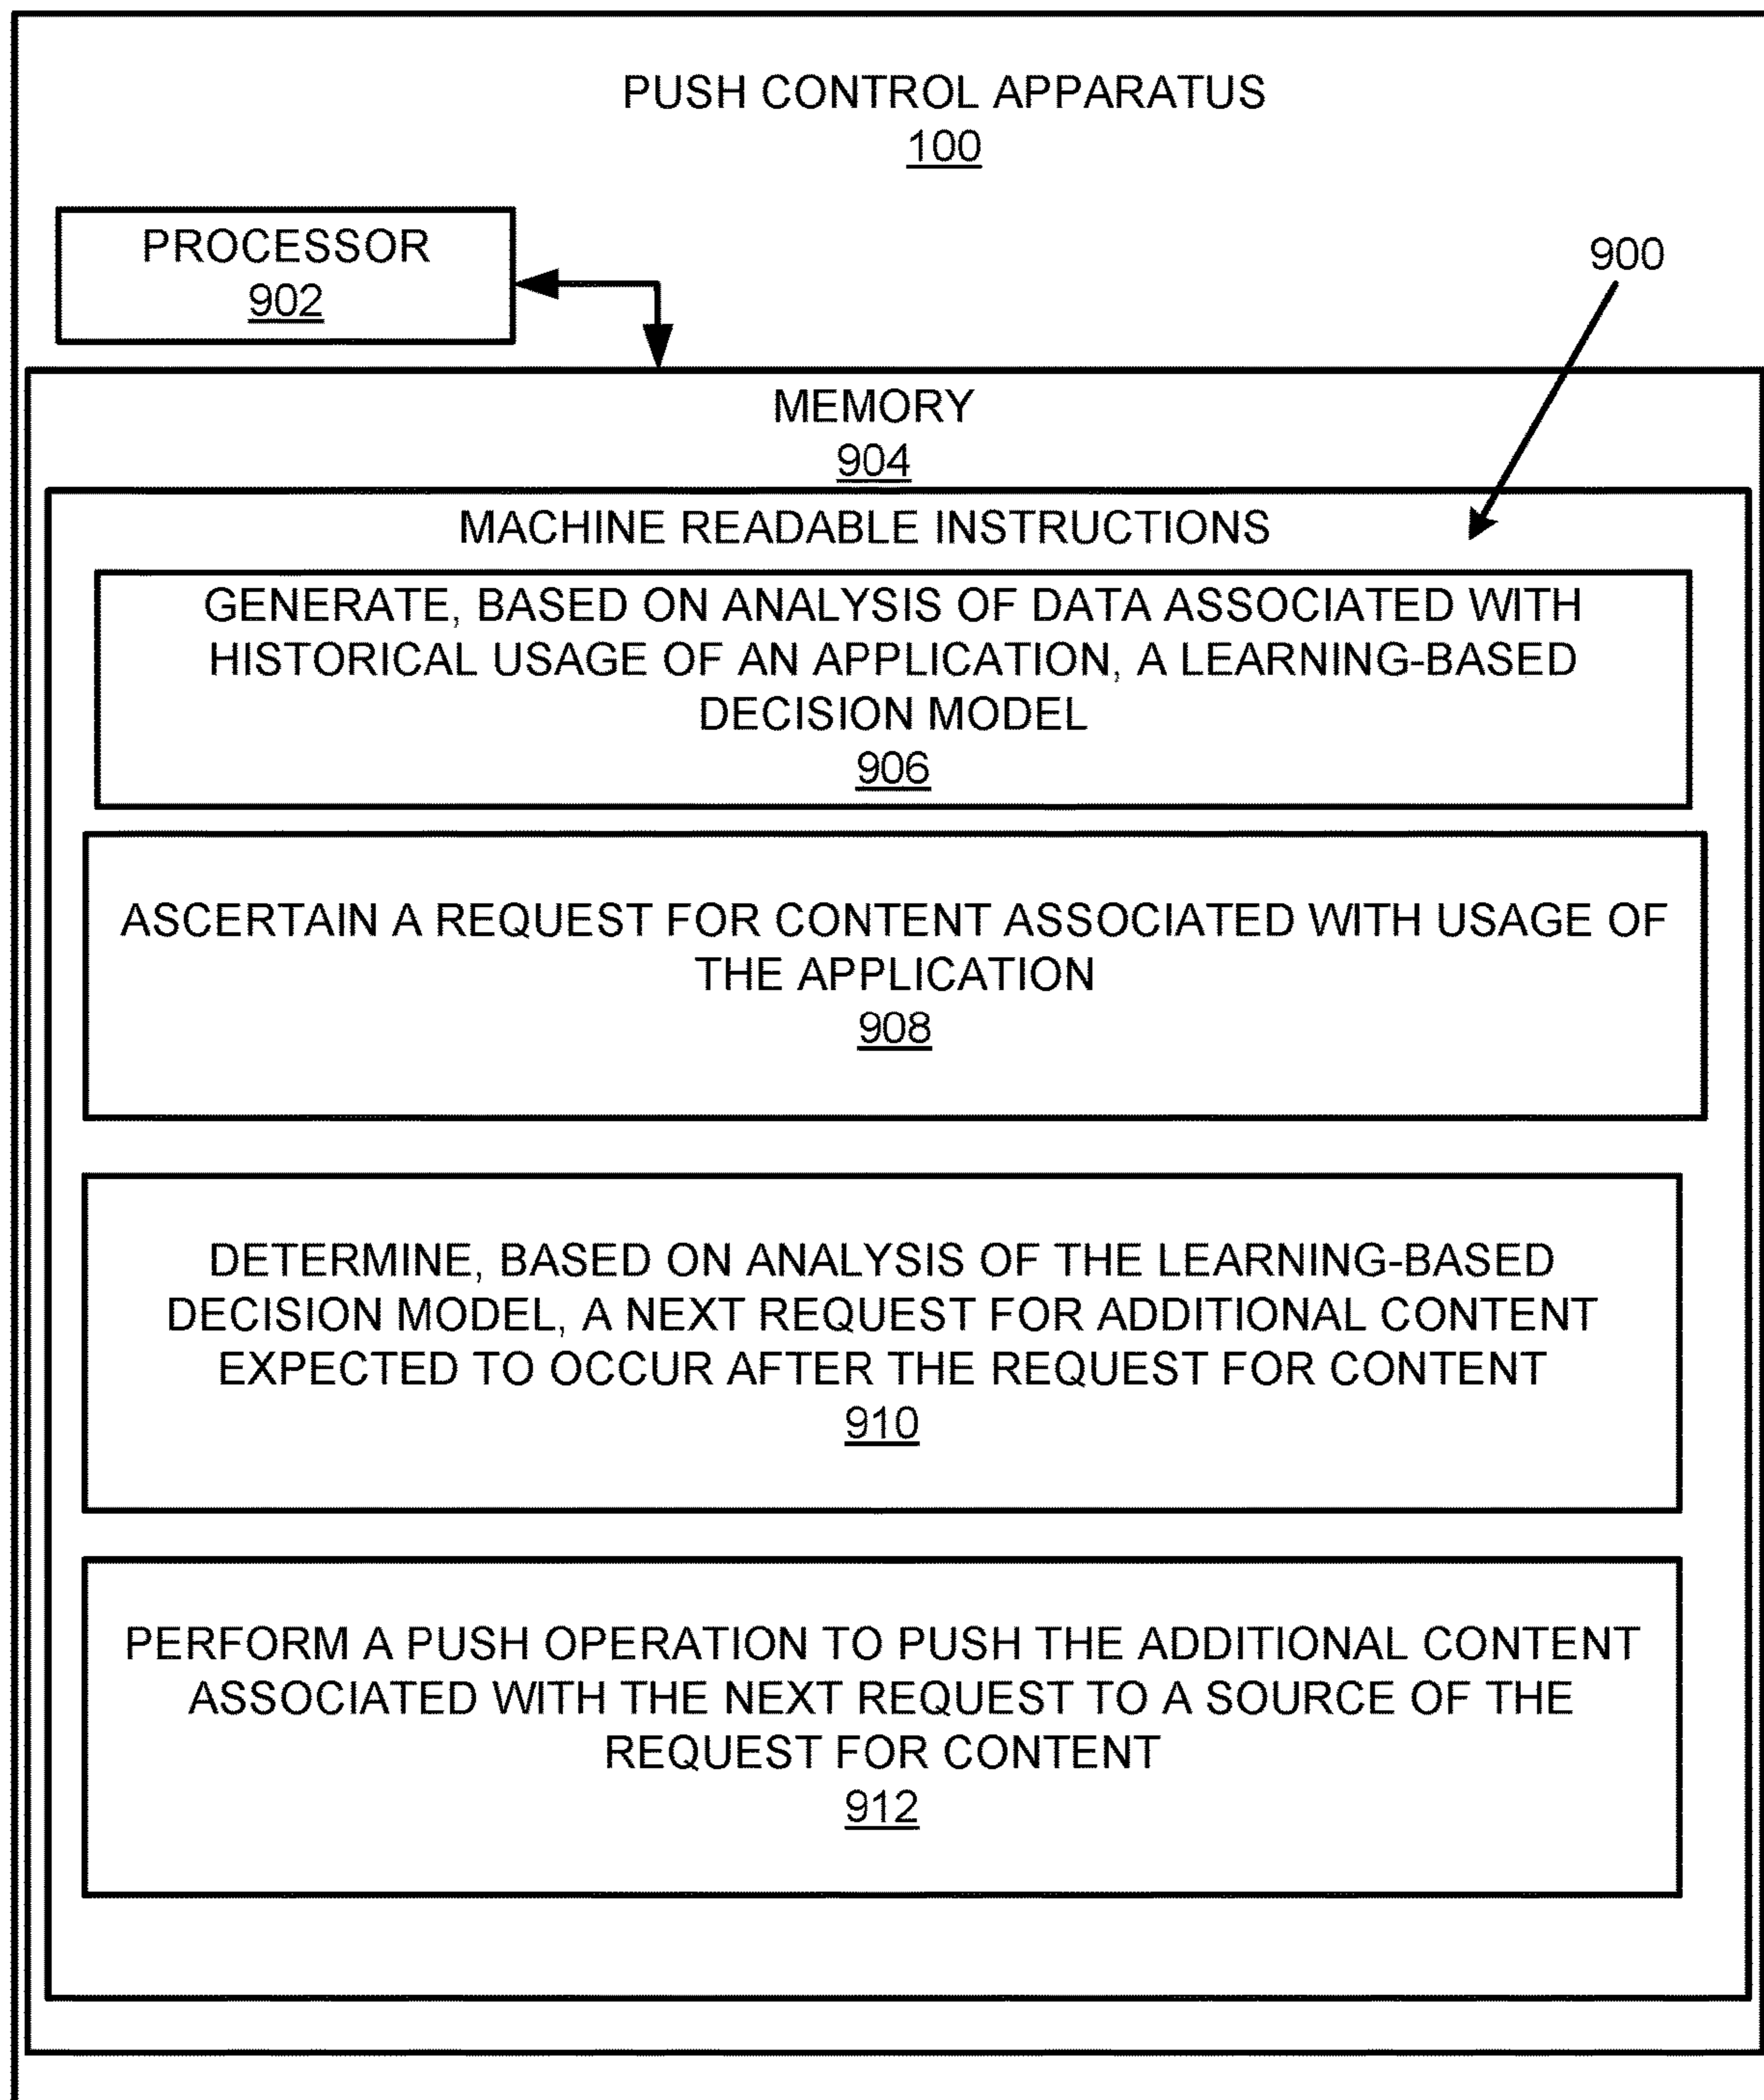 PUSH CONTROL APPARATUS
100
PROCESSOR
902
900
MEMORY
904
MACHINE READABLE INSTRUCTIONS
GENERATE, BASED ON ANALYSIS OF DATA ASSOCIATED WITH
HISTORICAL USAGE OF AN APPLICATION, A LEARNING-BASED
DECISION MODEL
906
ASCERTAIN A REQUEST FOR CONTENT ASSOCIATED WITH USAGE OF
THE APPLICATION
908
DETERMINE, BASED ON ANALYSIS OF THE LEARNING-BASED
DECISION MODEL, A NEXT REQUEST FOR ADDITIONAL CONTENT
EXPECTED TO OCCUR AFTER THE REQUEST FOR CONTENT
910
PERFORM A PUSH OPERATION TO PUSH THE ADDITIONAL CONTENT
ASSOCIATED WITH THE NEXT REQUEST TO A SOURCE OF THE
REQUEST FOR CONTENT
912